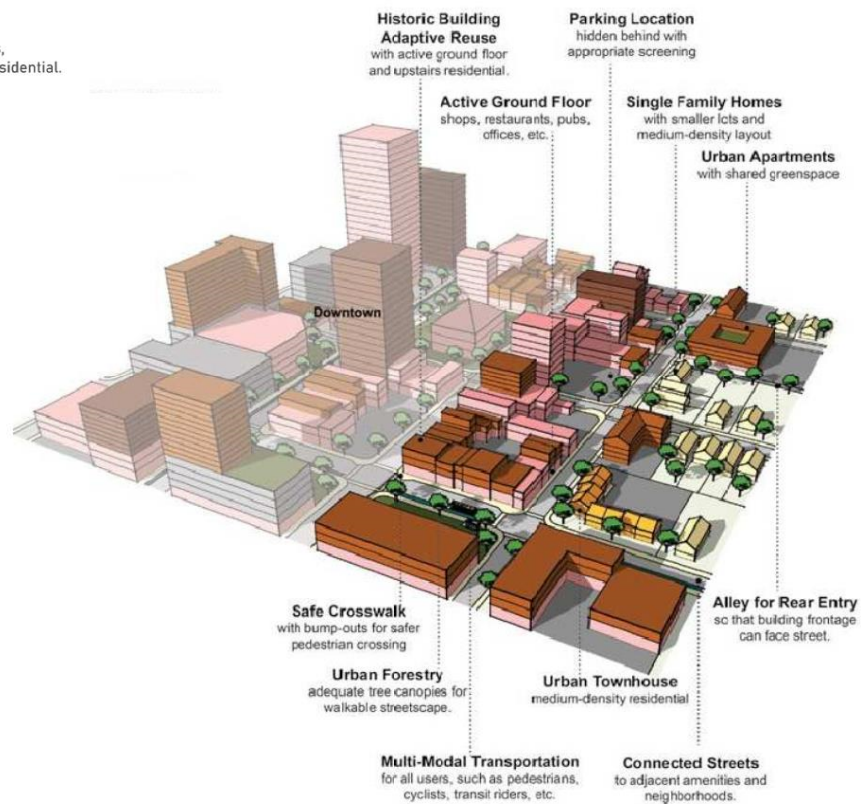 sidential.
Historic Building
Adaptive Reuse
with active ground floor
and upstairs residential.
Parking Location
hidden behind with
appropriate screening
Active Ground Floor
shops, restaurants, pubs,
offices, etc.
Single Family Homes
with smaller lots and
medium-density layout
Urban Apartments
with shared greenspace
Downtown
Safe Crosswalk
with bump-outs for safer
pedestrian crossing
Urban Forestry
adequate tree canopies for
walkable streetscape.
Multi-Modal Transportation
for all users, such as pedestrians,
cyclists, transit riders, etc.
Urban Townhouse
medium-density residential
Connected Streets
to adjacent amenities and
neighborhoods.
Alley for Rear Entry
so that building frontage
can face street.